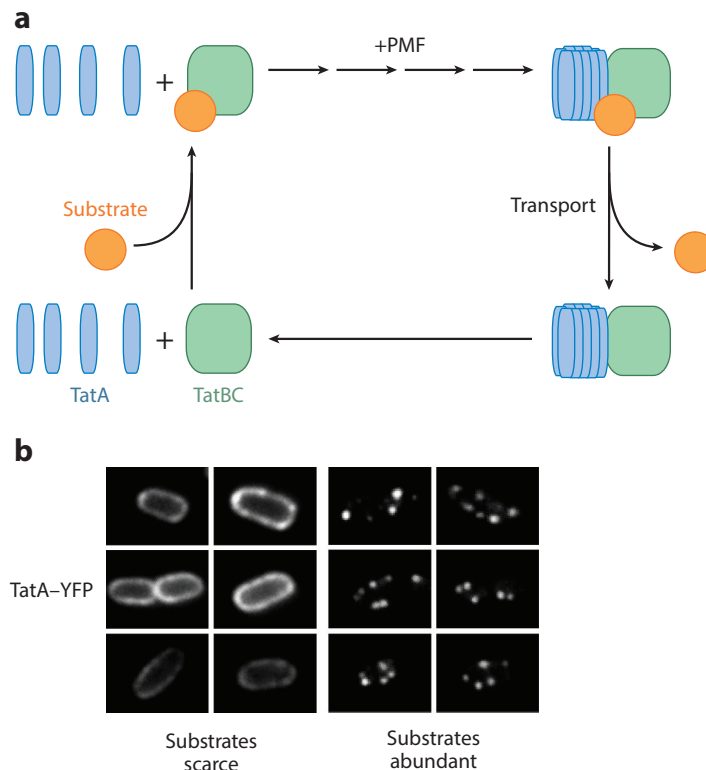 a
+PMF
+
Substrate
Transport
+
TatA
TatBC
b
TatA–YFP
Substrates
scarce
Substrates
abundant